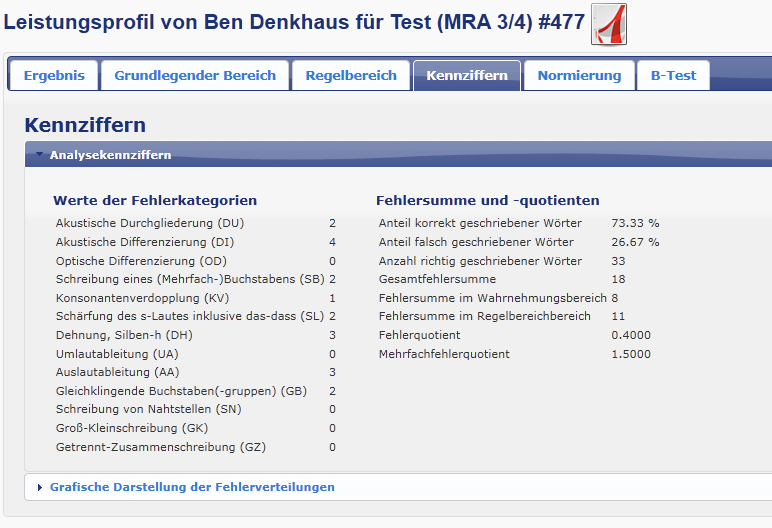 Leistungsprofil von Ben Denkhaus für Test (MRA 3/4) #477
Ergebnis Grundlegender Bereich Regelbereich Kennziffern Normierung B-Test
Kennziffern
Analysekennziffern
Werte der Fehlerkategorien
Akustische Durchgliederung (DU) 2
Akustische Differenzierung (DI) 4
Optische Differenzierung (OD) 0
Schreibung eines (Mehrfach-)Buchstabens (SB) 2
Konsonantenverdopplung (KV) 1
Schärfung des s-Lautes inklusive das-dass (SL) 2
Dehnung, Silben-h (DH) 3
Umlautableitung (UA) 0
Auslautableitung (AA) 3
Gleichklingende Buchstaben(-gruppen) (GB) 2
Schreibung von Nahtstellen (SN) 0
Groß-Kleinschreibung (GK) 0
Getrennt-Zusammenschreibung (GZ) 0
Fehlersumme und -quotienten
Anteil korrekt geschriebener Wörter 73.33 %
Anteil falsch geschriebener Wörter 26.67 %
Anzahl richtig geschriebener Wörter 33
Gesamtfehlersumme 18
Fehlersumme im Wahrnehmungsbereich 8
Fehlersumme im Regelbereichbereich 11
Fehlerquotient 0.4000
Mehrfachfehlerquotient 1.5000
Grafische Darstellung der Fehlerverteilungen